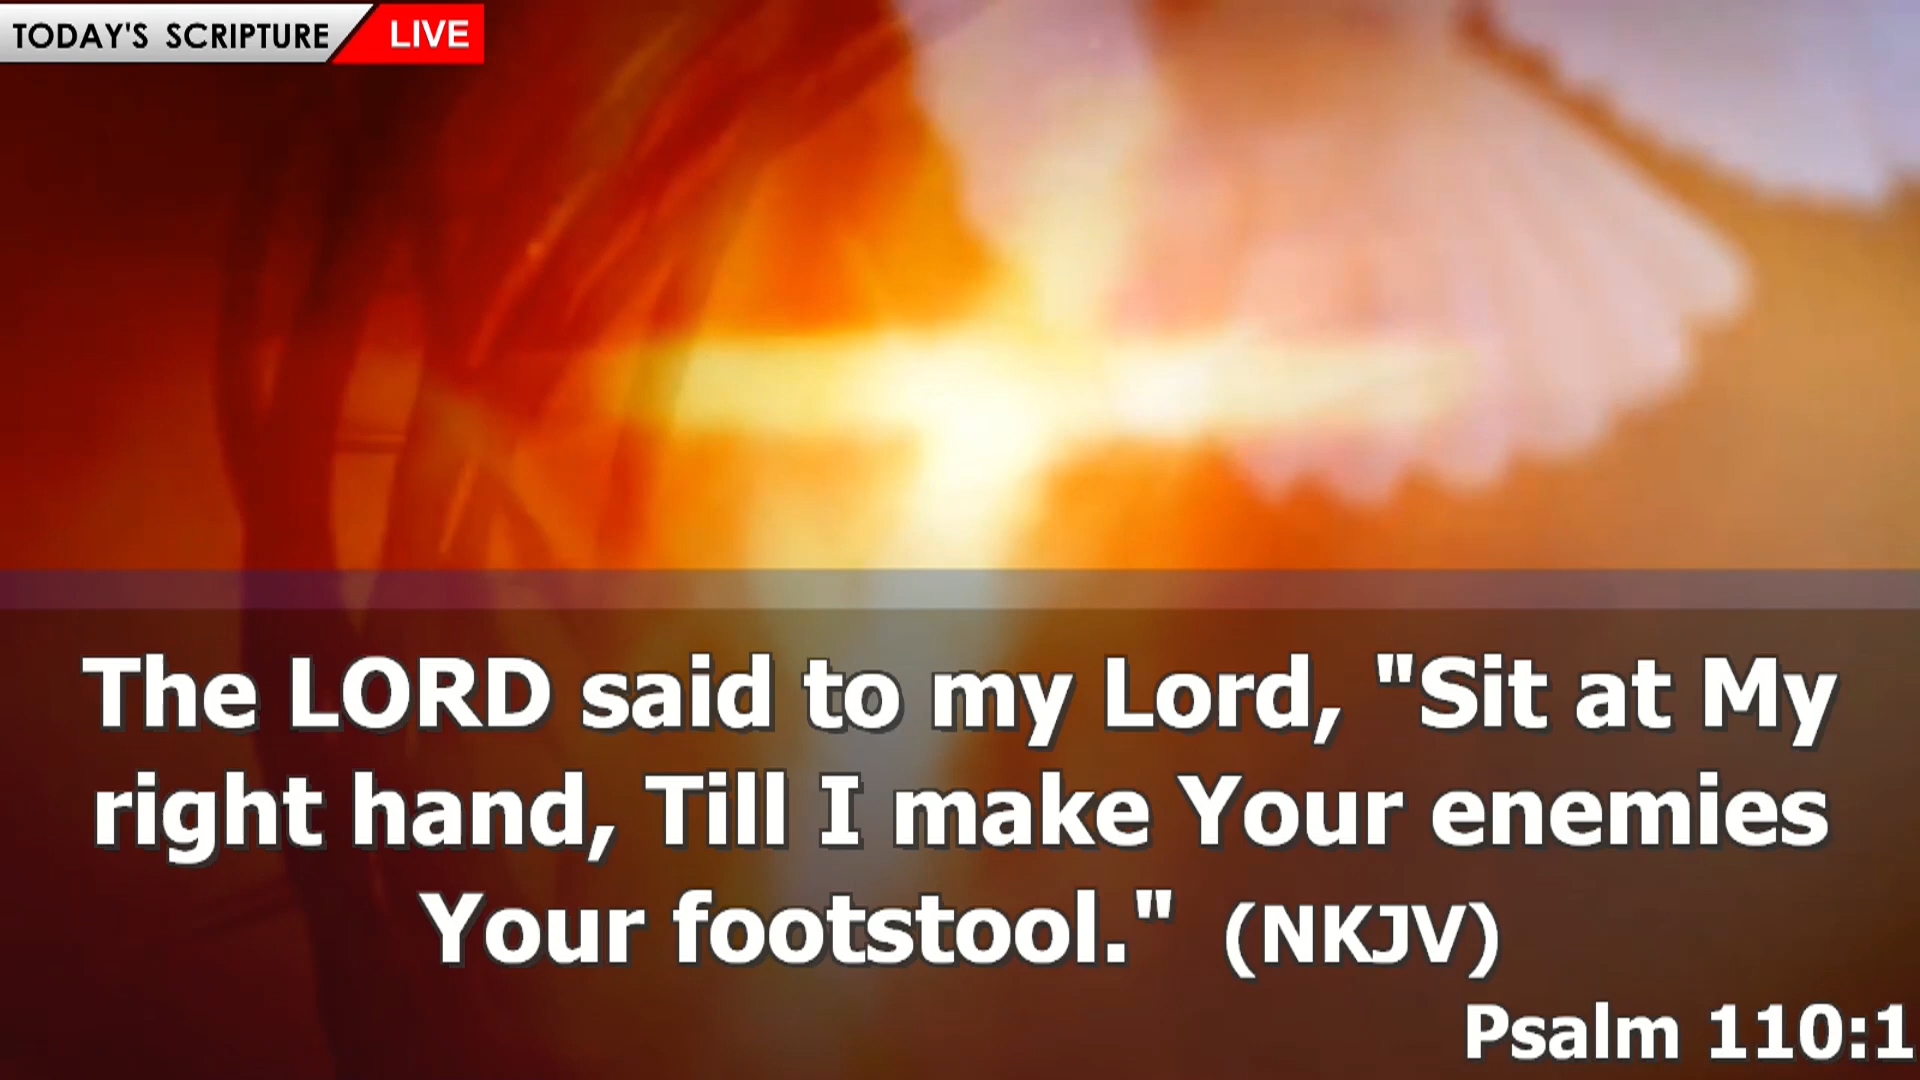 TODAY'S SCRIPTURE LIVE
The LORD said to my Lord, "Sit at My
right hand, Till I make Your enemies
Your footstool." (NKJV)
Psalm 110:1